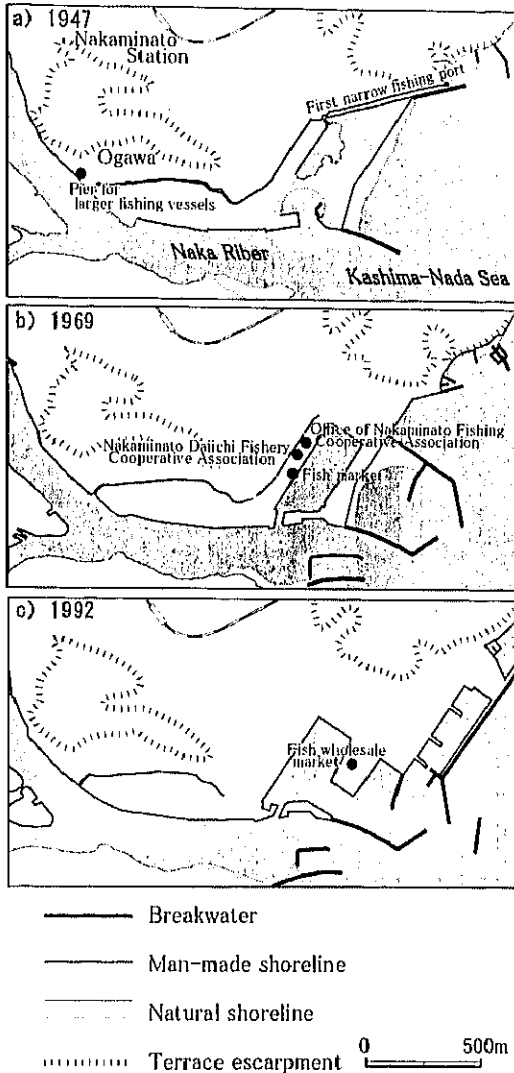 a) 1947
Nakaminato
Station
First narrow fishing port
Ogawa
Pier for
larger fishing vessels
Naka Riber
Kashima-Nada Sea
b) 1969
Office of Nakaminato Fishing
Cooperative Association
Nakaminato Daiichi Fishery
Cooperative Association
Fish market
c) 1992
Fish wholesale
market
Breakwater
Man-made shoreline
Natural shoreline
Terrace escarpment
0 500m